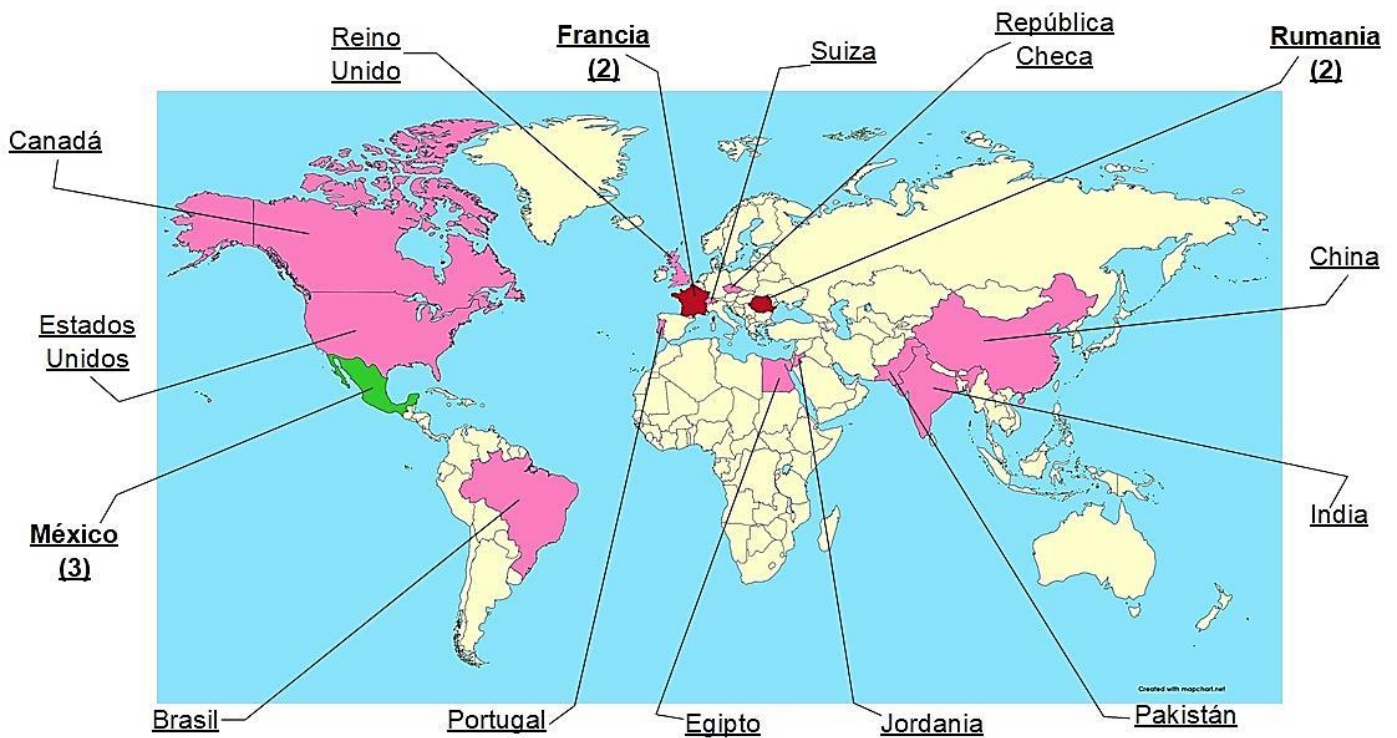 Reino
Unido
Francia
(2)
Suiza
República
Checa
Rumania
(2)
Canadá
China
Estados
Unidos
India
México
(3)
Created with mapchart.net
Brasil
Portugal
Egipto
Jordania
Pakistán